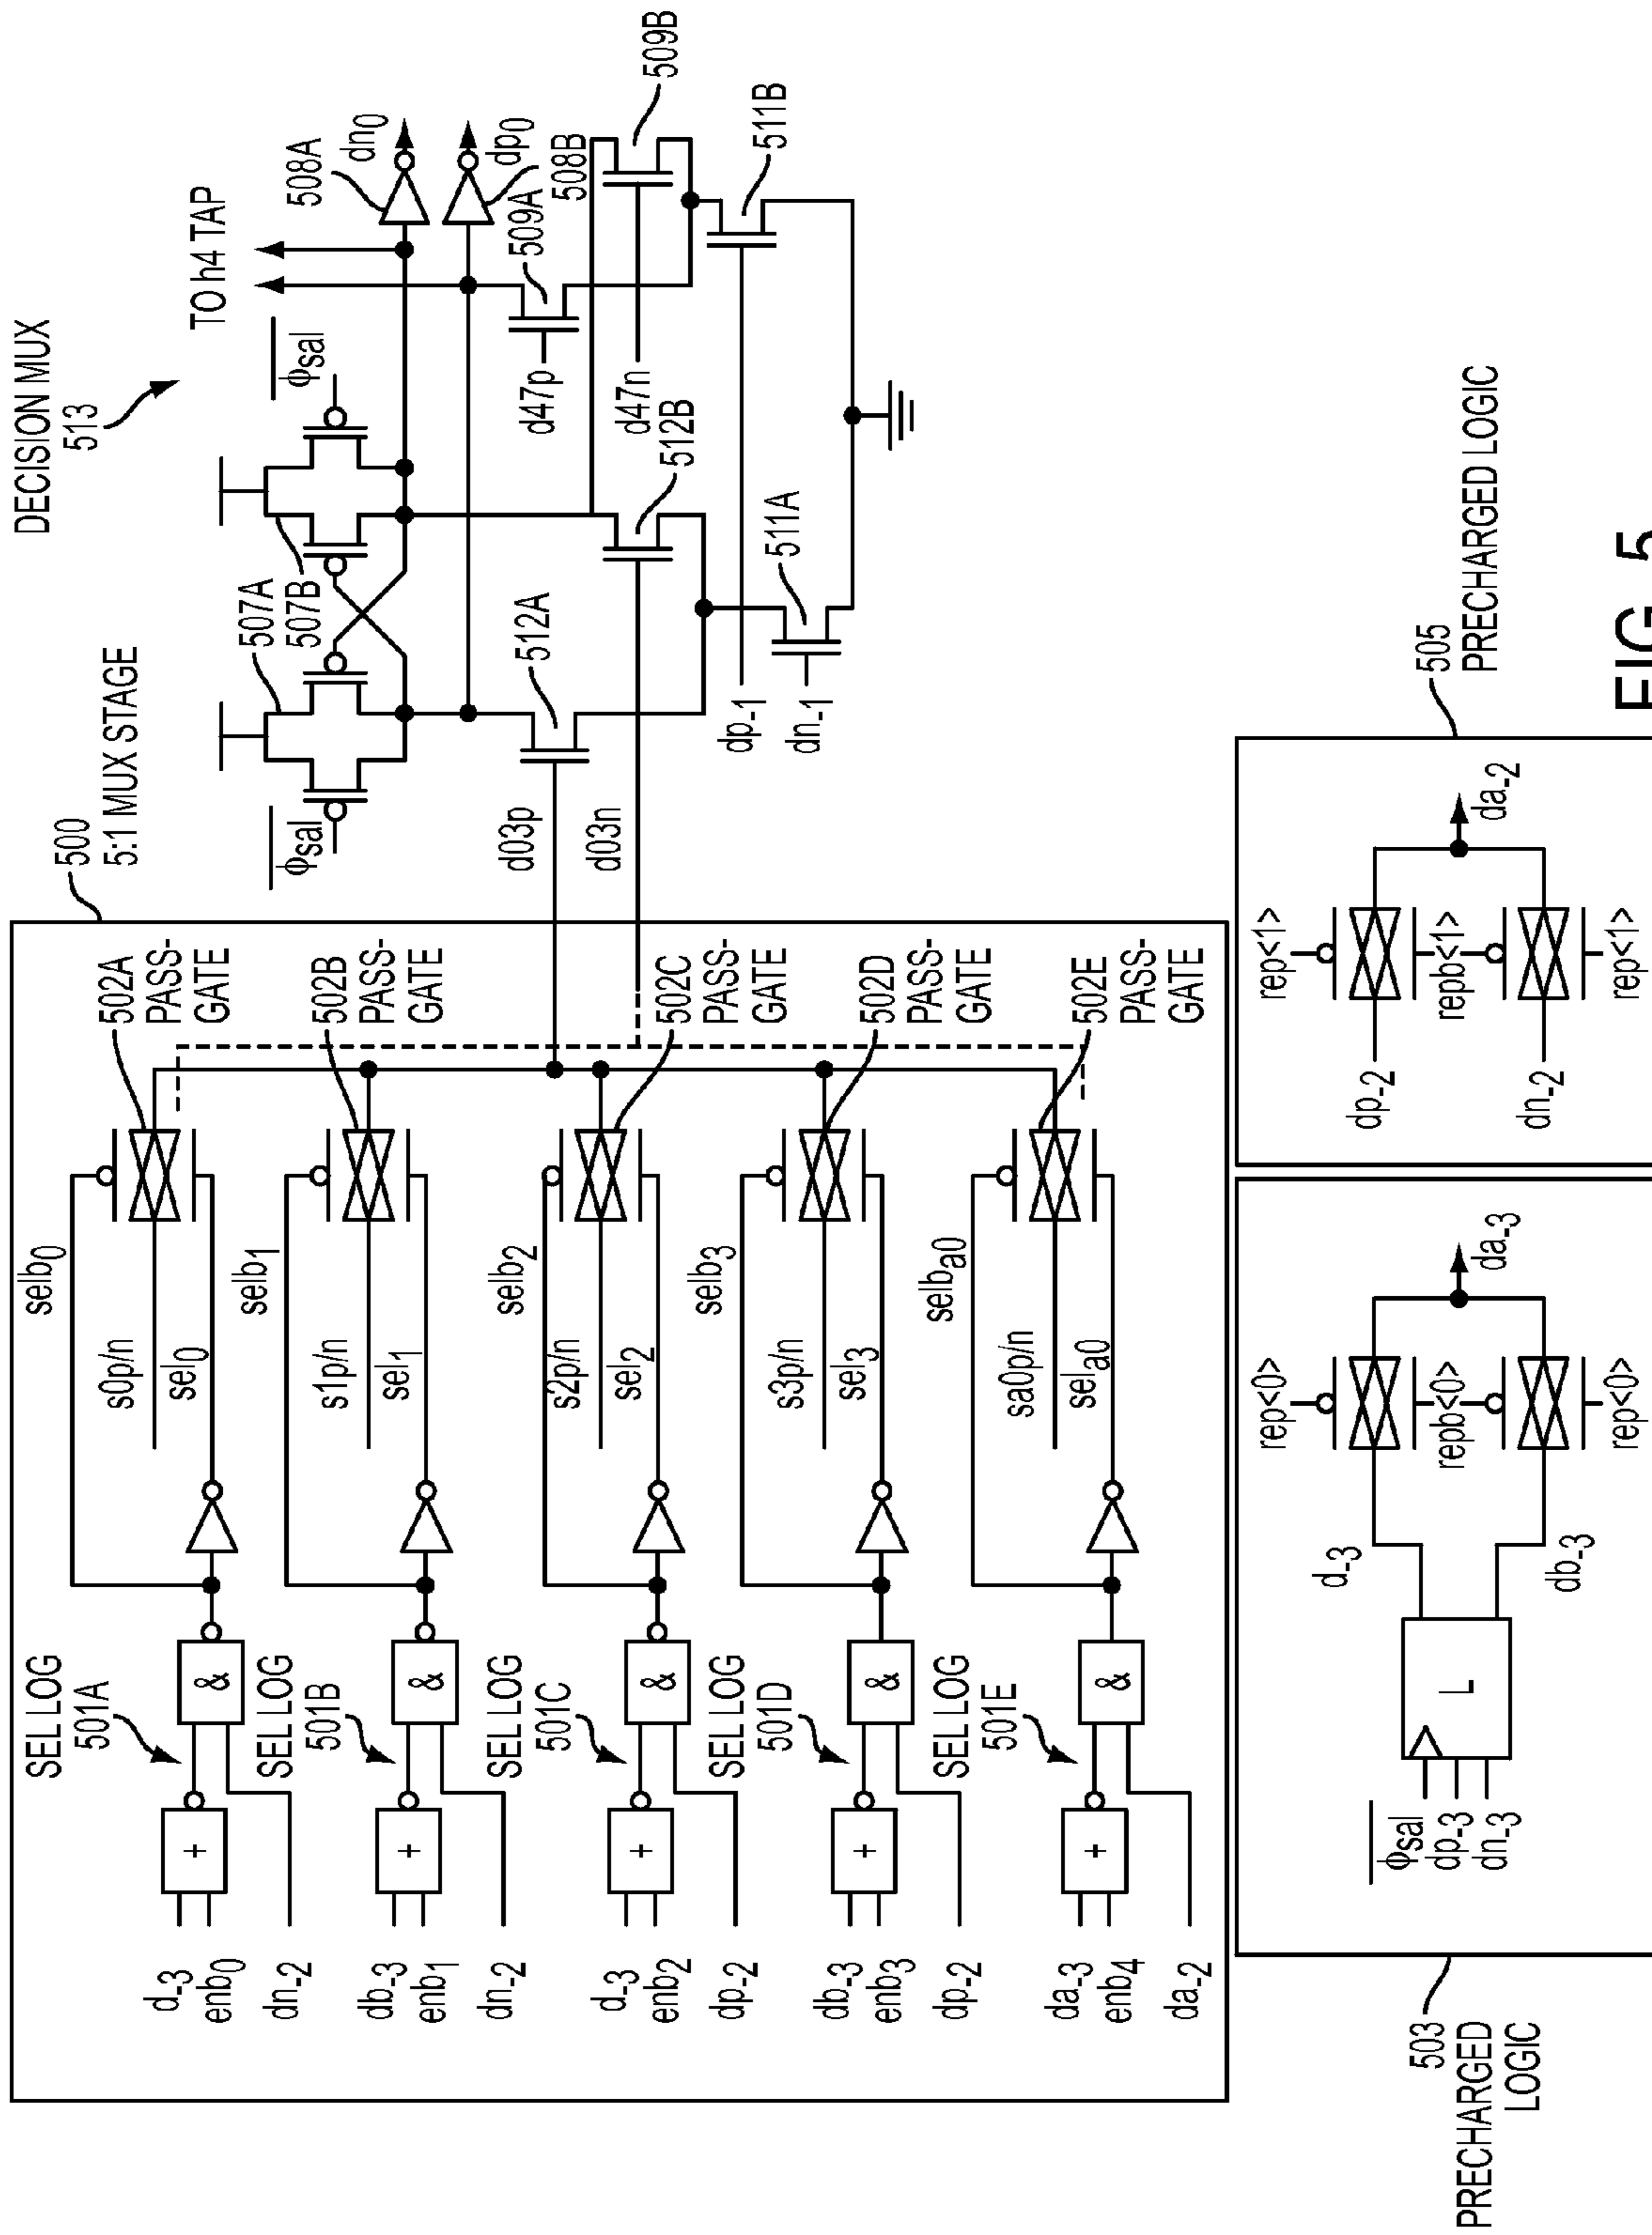 DECISION MUX
513
TO h4 TAP
500
5:1 MUX STAGE
φsal
φsal
507A
507B
508A
dn0
dp0
508B
509A
509B
d47p
d47n
512A
512B
511A
511B
d03p
d03n
dp-1
dn-1
SEL LOG
501A
d-3
enb0
dn-2
&
+
selb0
s0p/n
sel0
502A
PASS-
GATE
SEL LOG
501B
db-3
enb1
dn-2
&
+
selb1
s1p/n
sel1
502B
PASS-
GATE
SEL LOG
501C
d-3
enb2
dp-2
&
+
selb2
s2p/n
sel2
502C
PASS-
GATE
SEL LOG
501D
db-3
enb3
dp-2
&
+
selb3
s3p/n
sel3
502D
PASS-
GATE
SEL LOG
501E
da-3
enb4
da-2
&
+
selba0
sa0p/n
sela0
502E
PASS-
GATE
503
PRECHARGED
LOGIC
φsal
dp-3
dn-3
L
d-3
db-3
rep<0>
repb<0>
rep<0>
da-3
505
PRECHARGED LOGIC
dp-2
dn-2
rep<1>
repb<1>
rep<1>
da-2
FIG. 5